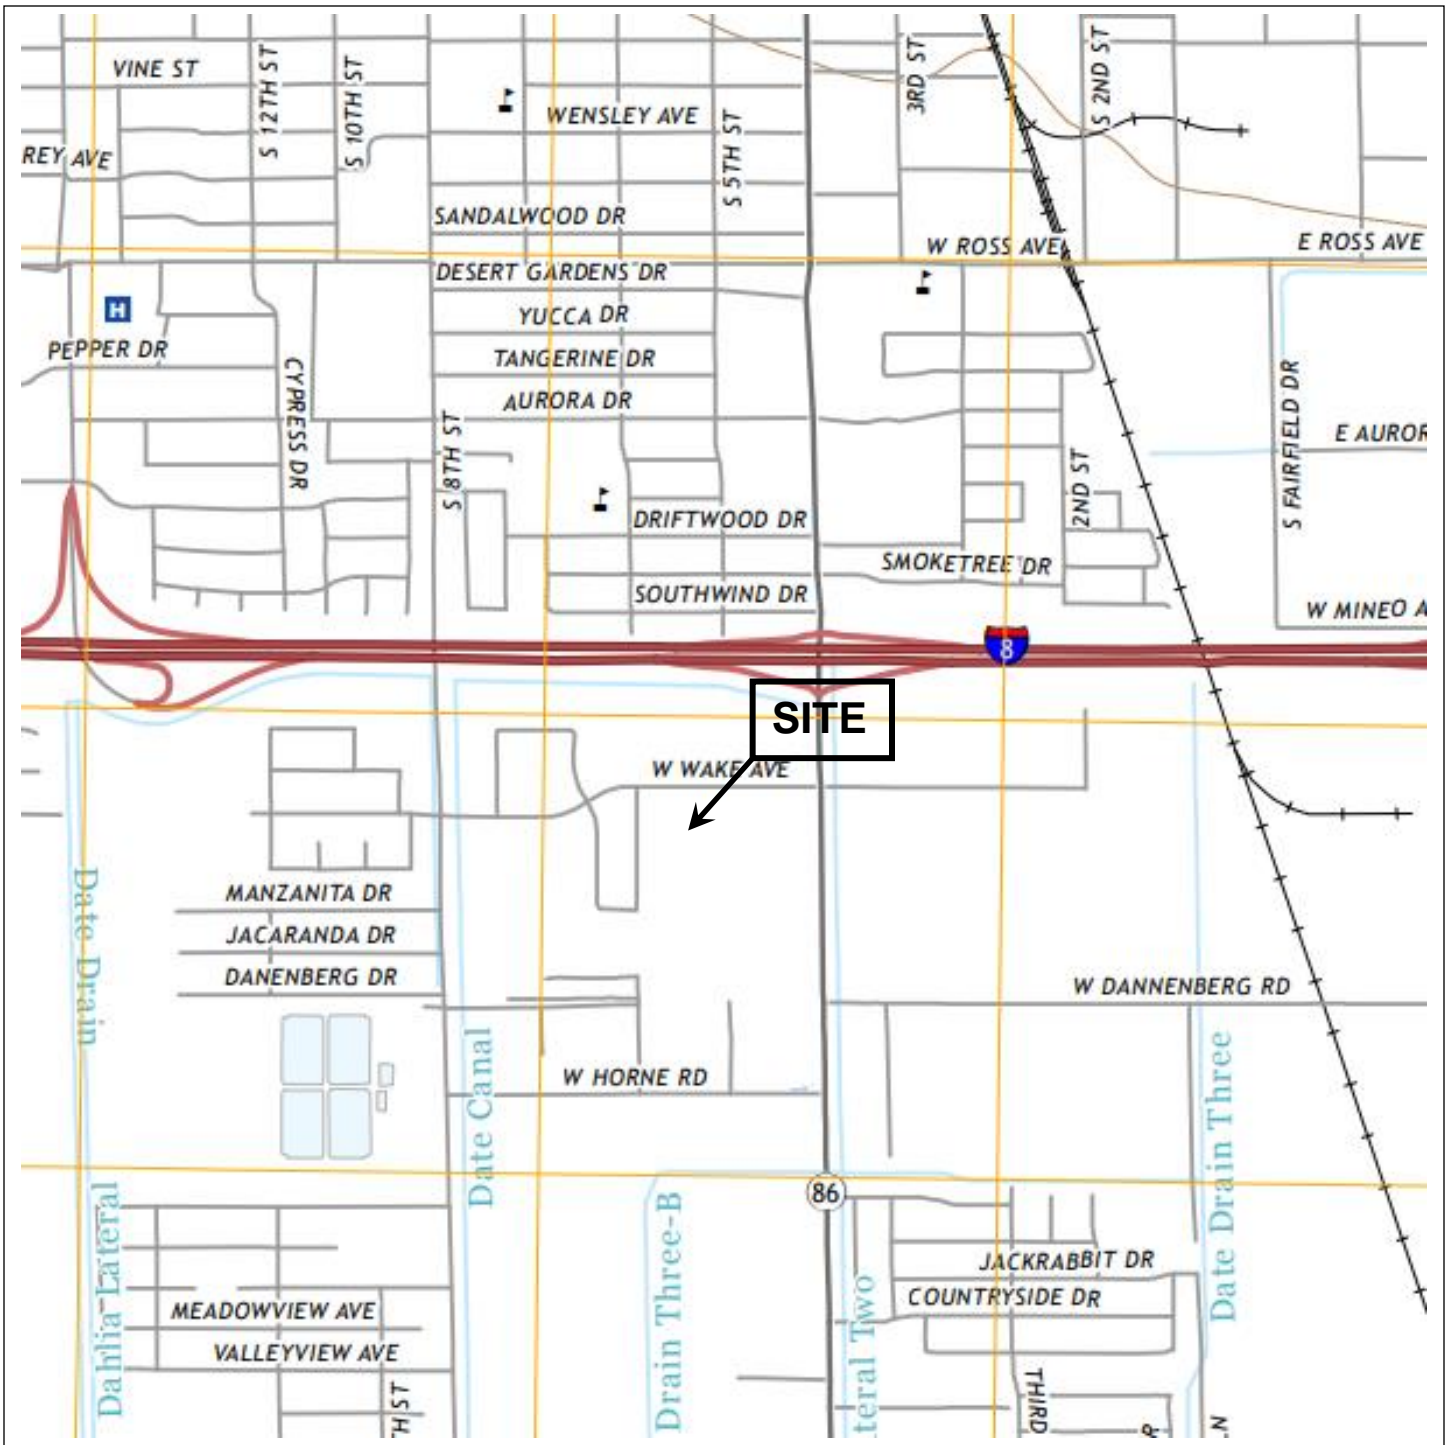 VINE ST
S 12TH ST
S 10TH ST
WENSLEY AVE
S 5TH ST
3RD ST
S 2ND ST
REY AVE
SANDALWOOD DR
W ROSS AVE
E ROSS AVE
DESERT GARDENS DR
H
YUCCA DR
PEPPER DR
TANGERINE DR
CYPRESS DR
AURORA DR
S FAIRFIELD DR
E AUROR
S 8TH ST
2ND ST
DRIFTWOOD DR
SMOKETREE DR
SOUTHWIND DR
W MINEO A
8
SITE
W WAKE AVE
Date Drain
MANZANITA DR
JACARANDA DR
DANENBERG DR
W DANNENBERG RD
Date Canal
W HORNE RD
Date Drain Three
86
Dahlia Lateral
Drain Three-B
JACKRABBIT DR
COUNTRYSIDE DR
MEADOWVIEW AVE
teral Two
VALLEYVIEW AVE
TH ST
THIRD